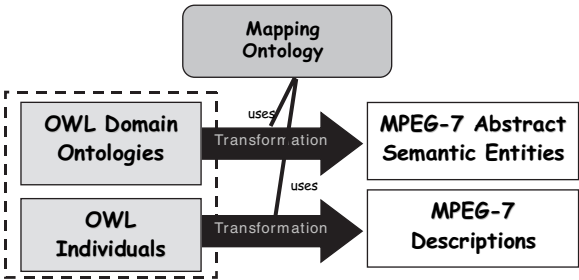 Mapping
Ontology
uses
OWL Domain
Ontologies
Transformation
MPEG-7 Abstract
Semantic Entities
uses
OWL
Individuals
Transformation
MPEG-7
Descriptions